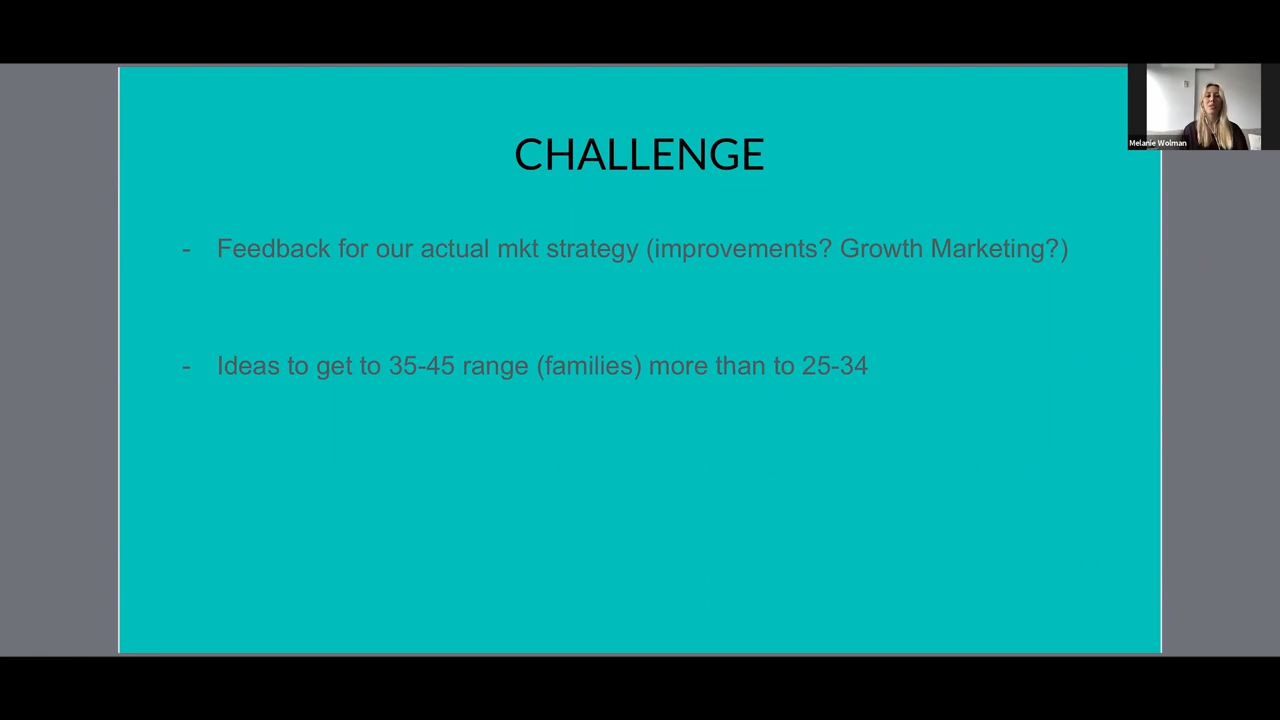 CHALLENGE
Melanie Wolman
- Feedback for our actual mkt strategy (improvements? Growth Marketing?)
- Ideas to get to 35-45 range (families) more than to 25-34